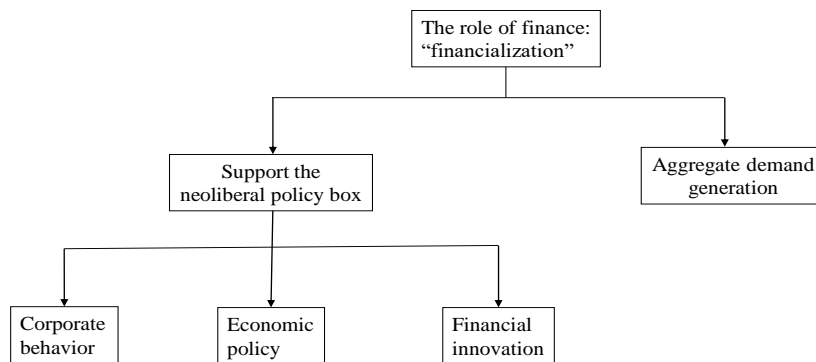 The role of finance:
“financialization”
Support the
neoliberal policy box
Aggregate demand
generation
Corporate
behavior
Economic
policy
Financial
innovation